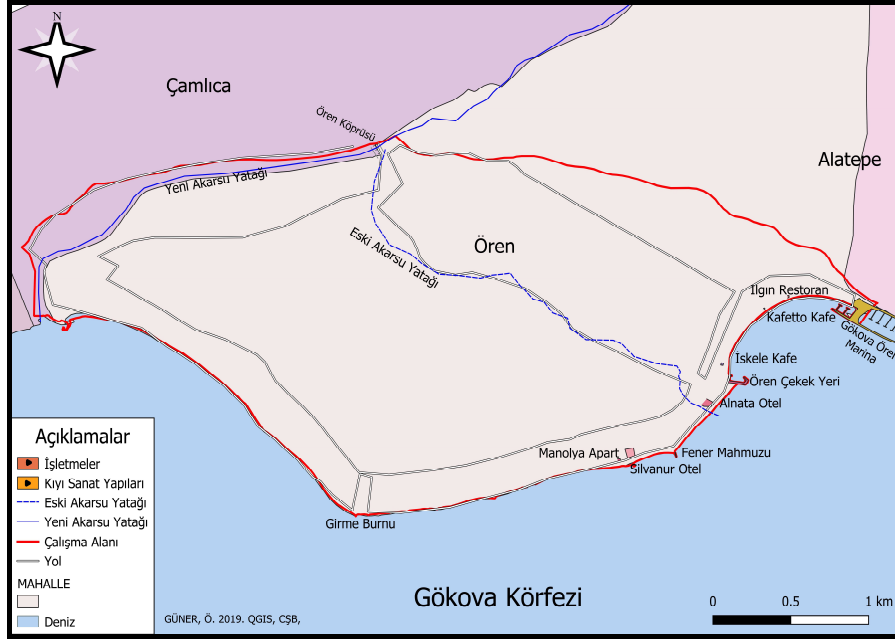 N
Çamlıca
Ören Köprüsü
Alatepe
Yeni Akarsu Yatağı
Eski Akarsu Yatağı
Ören
Ilgın Restoran
Kafetto Kafe
Gökova Ören
Marina
İskele Kafe
Ören Çekek Yeri
Alnata Otel
Manolya Apart
Fener Mahmuzu
Silvanur Otel
Girme Burnu
Gökova Körfezi
Açıklamalar
İşletmeler
Kıyı Sanat Yapıları
Eski Akarsu Yatağı
Yeni Akarsu Yatağı
Çalışma Alanı
Yol
MAHALLE
Deniz
GÜNER, Ö. 2019. QGIS, CŞB,
0 0.5 1 km